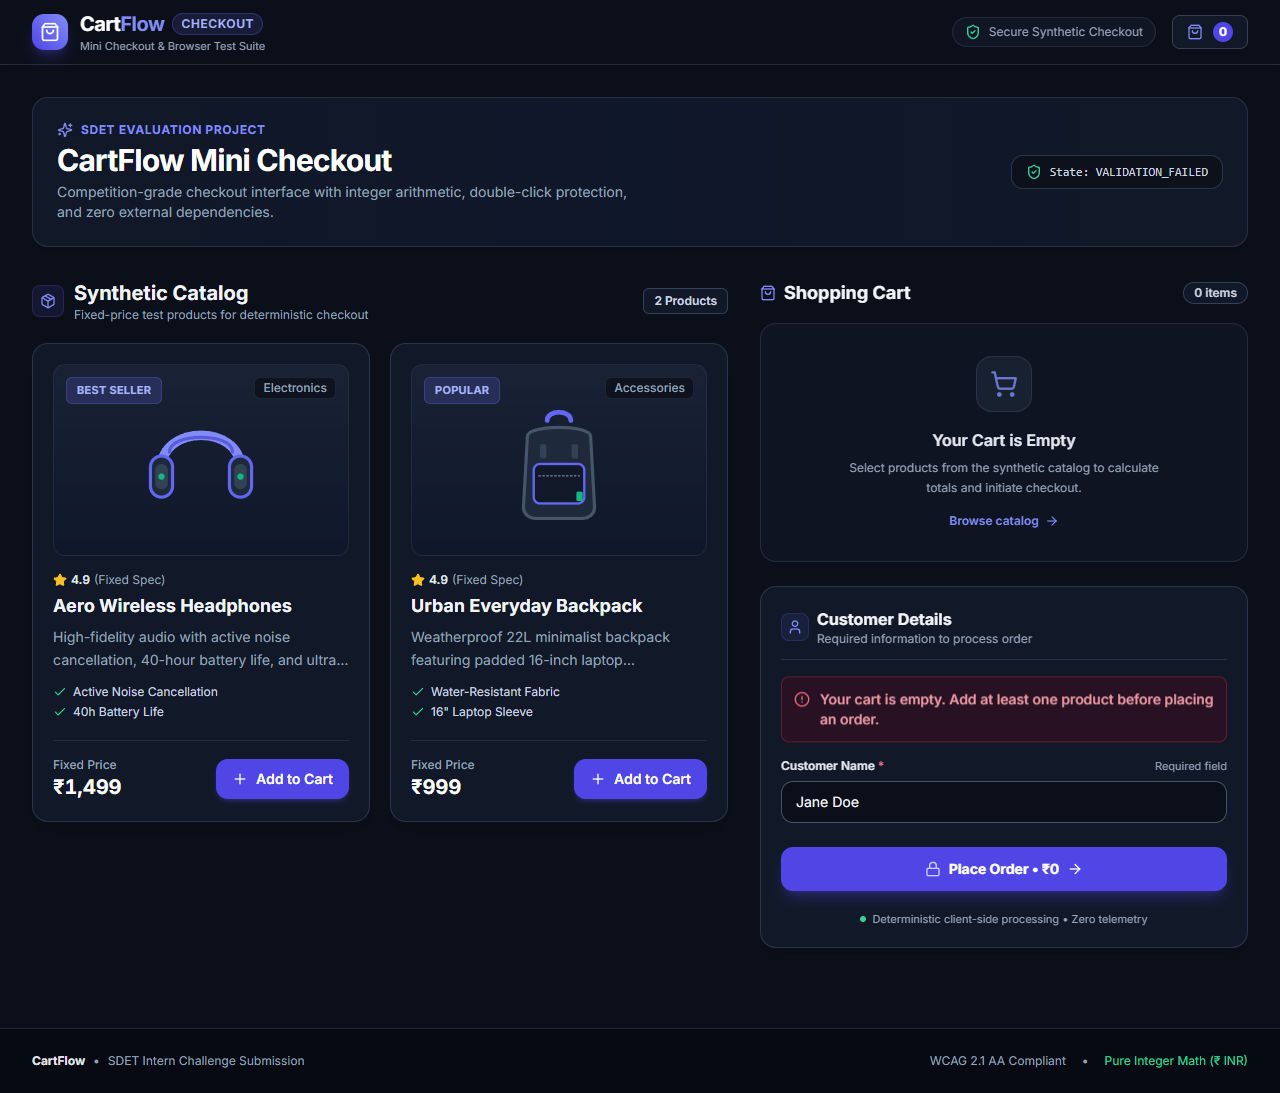 CartFlow CHECKOUT
Mini Checkout & Browser Test Suite
Secure Synthetic Checkout
0
SDET EVALUATION PROJECT
CartFlow Mini Checkout
Competition-grade checkout interface with integer arithmetic, double-click protection,
and zero external dependencies.
State: VALIDATION_FAILED
Synthetic Catalog
Fixed-price test products for deterministic checkout
2 Products
BEST SELLER
Electronics
4.9 (Fixed Spec)
Aero Wireless Headphones
High-fidelity audio with active noise
cancellation, 40-hour battery life, and ultra...
Active Noise Cancellation
40h Battery Life
Fixed Price
₹1,499
Add to Cart
POPULAR
Accessories
4.9 (Fixed Spec)
Urban Everyday Backpack
Weatherproof 22L minimalist backpack
featuring padded 16-inch laptop...
Water-Resistant Fabric
16" Laptop Sleeve
Fixed Price
₹999
Add to Cart
Shopping Cart
0 items
Your Cart is Empty
Select products from the synthetic catalog to calculate
totals and initiate checkout.
Browse catalog
Customer Details
Required information to process order
Your cart is empty. Add at least one product before placing
an order.
Customer Name *
Required field
Jane Doe
Place Order • ₹0
Deterministic client-side processing • Zero telemetry
CartFlow • SDET Intern Challenge Submission
WCAG 2.1 AA Compliant • Pure Integer Math (₹ INR)